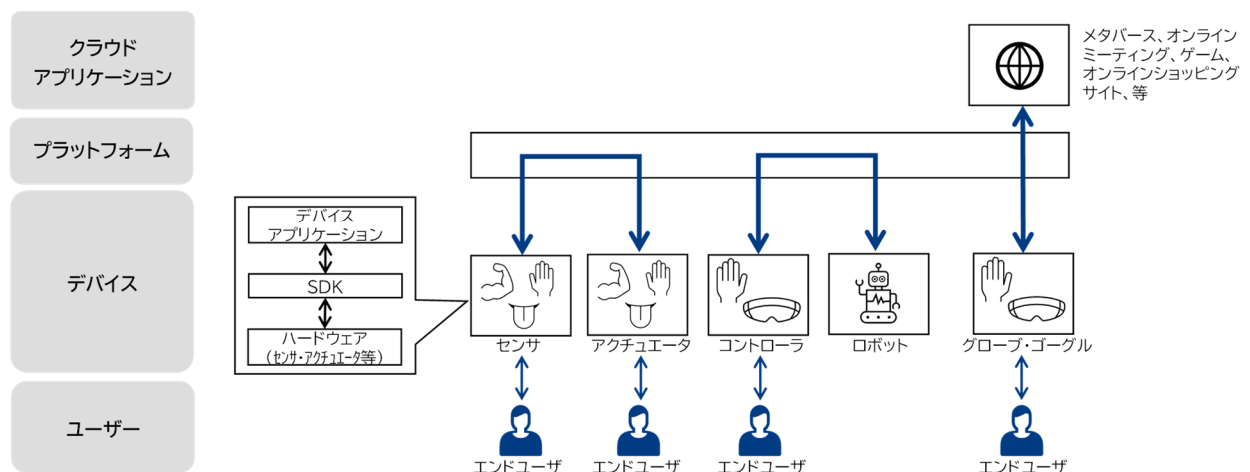 クラウド
アプリケーション
メタバース、オンライン
ミーティング、ゲーム、
オンラインショッピング
サイト、等
プラットフォーム
デバイス
デバイス
アプリケーション
SDK
ハードウェア
(センサ・アクチュエータ等)
センサ
アクチュエータ
コントローラ
ロボット
グローブ・ゴーグル
ユーザー
エンドユーザ
エンドユーザ
エンドユーザ
エンドユーザ